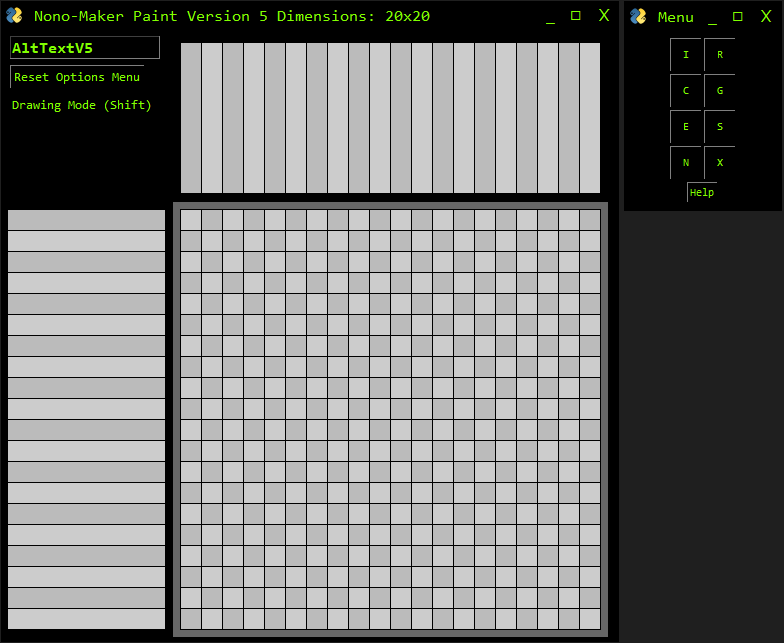 Nono-Maker Paint Version 5 Dimensions: 20x20 _ □ X
AltTextV5
Reset Options Menu
Drawing Mode (Shift)
Menu _ □ X
I R
C G
E S
N X
Help